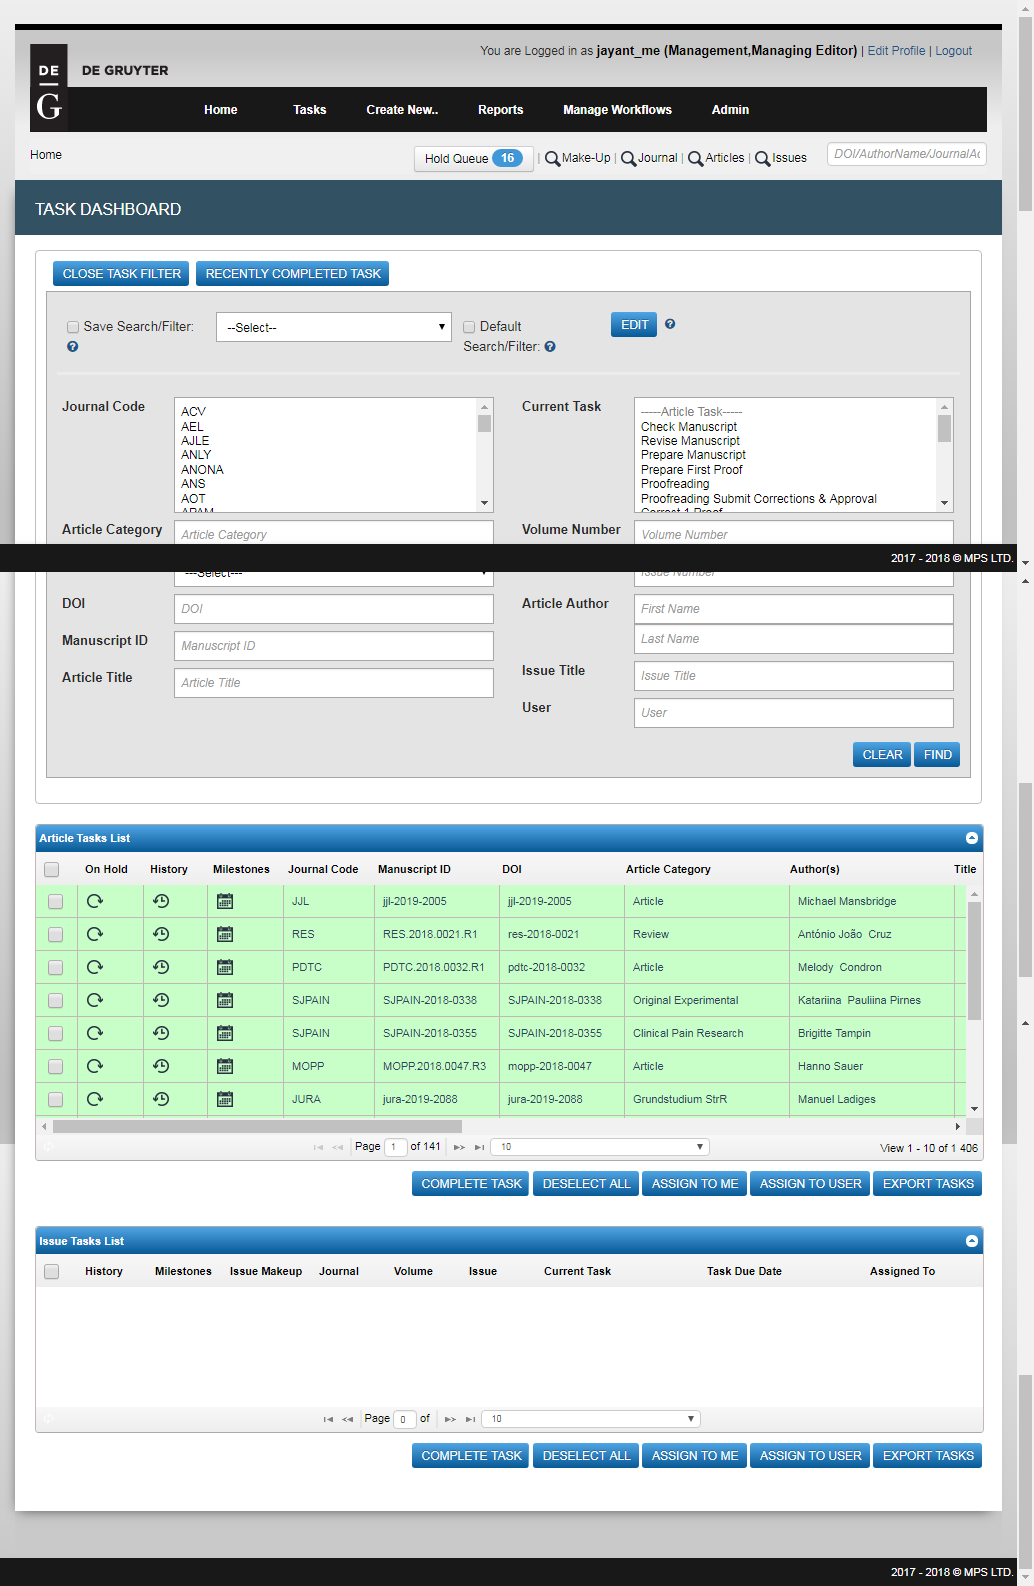 You are Logged in as jayant_me (Management,Managing Editor) | Edit Profile | Logout
DE
G
DE GRUYTER
Home Tasks Create New.. Reports Manage Workflows Admin
Home
Hold Queue 16 | Make-Up | Journal | Articles | Issues
DOI/AuthorName/JournalAc
TASK DASHBOARD
CLOSE TASK FILTER RECENTLY COMPLETED TASK
Save Search/Filter: --Select-- Default Search/Filter: EDIT
Journal Code
ACV
AEL
AJLE
ANLY
ANONA
ANS
AOT
APAM
Current Task
-----Article Task-----
Check Manuscript
Revise Manuscript
Prepare Manuscript
Prepare First Proof
Proofreading
Proofreading Submit Corrections & Approval
Correct 1 Proof
Article Category Article Category Volume Number Volume Number
2017 - 2018 © MPS LTD.
---Select--- Issue Number
DOI DOI Article Author First Name
Last Name
Manuscript ID Manuscript ID
Article Title Article Title
Issue Title Issue Title
User User
CLEAR FIND
Article Tasks List
On Hold History Milestones Journal Code Manuscript ID DOI Article Category Author(s) Title
JJL jjl-2019-2005 jjl-2019-2005 Article Michael Mansbridge
RES RES.2018.0021.R1 res-2018-0021 Review António João Cruz
PDTC PDTC.2018.0032.R1 pdtc-2018-0032 Article Melody Condron
SJPAIN SJPAIN-2018-0338 SJPAIN-2018-0338 Original Experimental Katariina Pauliina Pirnes
SJPAIN SJPAIN-2018-0355 SJPAIN-2018-0355 Clinical Pain Research Brigitte Tampin
MOPP MOPP.2018.0047.R3 mopp-2018-0047 Article Hanno Sauer
JURA jura-2019-2088 jura-2019-2088 Grundstudium StrR Manuel Ladiges
Page 1 of 141 10 View 1 - 10 of 1 406
COMPLETE TASK DESELECT ALL ASSIGN TO ME ASSIGN TO USER EXPORT TASKS
Issue Tasks List
History Milestones Issue Makeup Journal Volume Issue Current Task Task Due Date Assigned To
Page 0 of 10
COMPLETE TASK DESELECT ALL ASSIGN TO ME ASSIGN TO USER EXPORT TASKS
2017 - 2018 © MPS LTD.